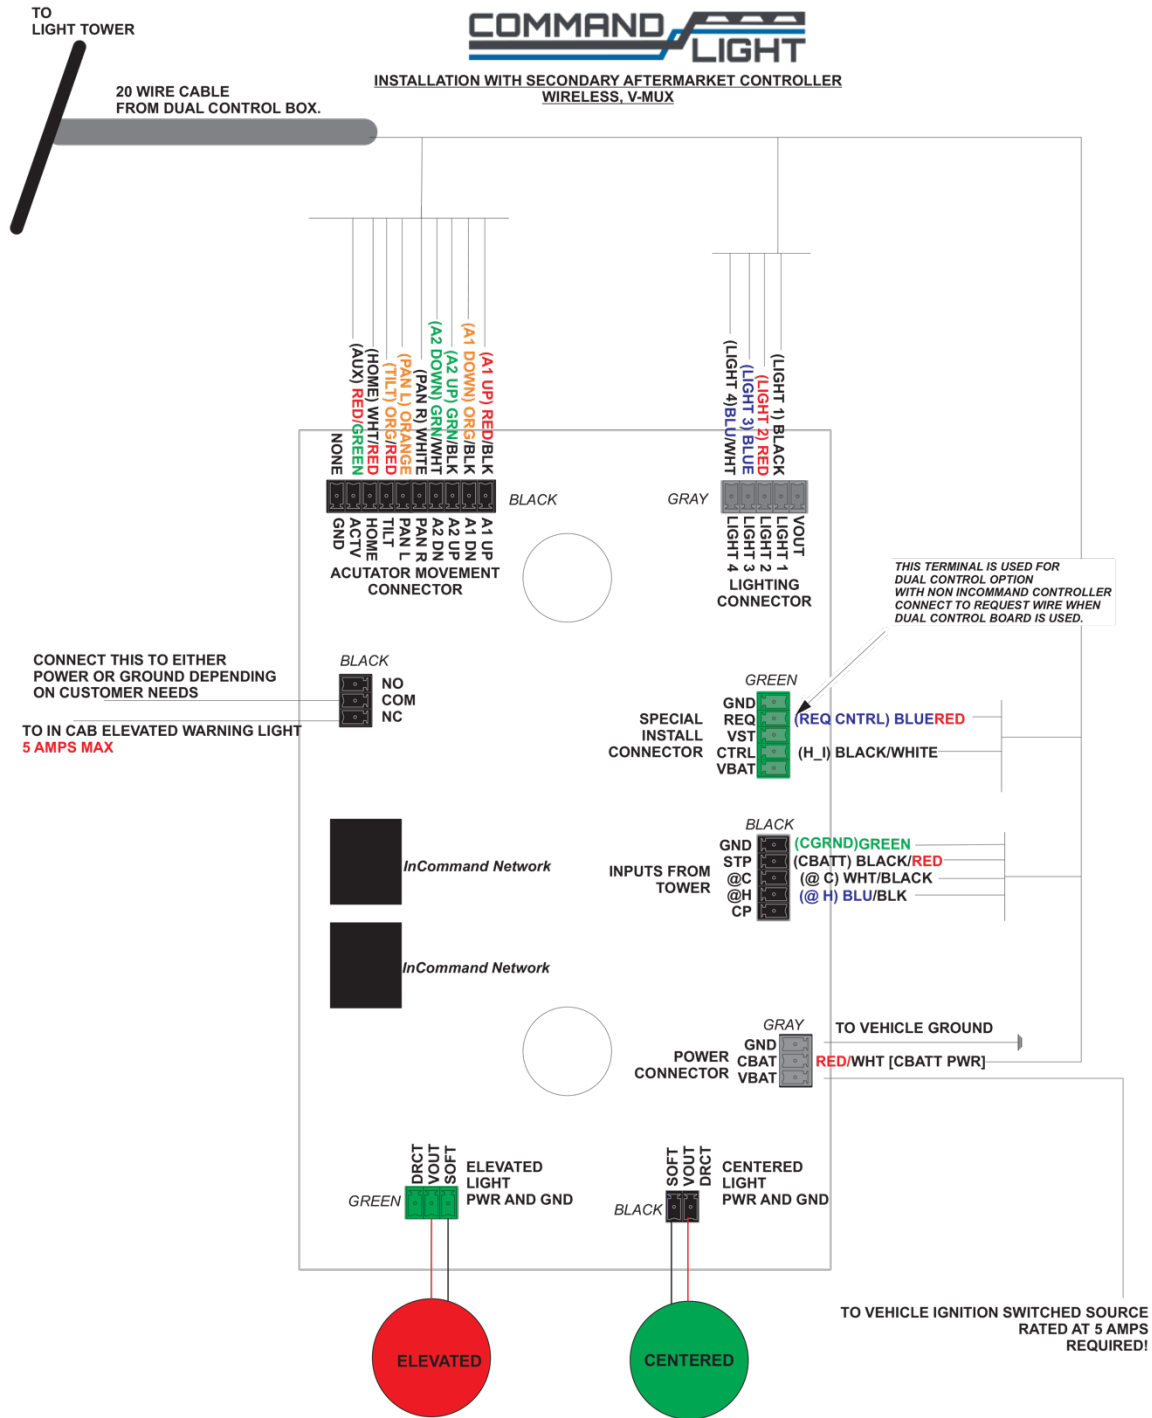 TO
LIGHT TOWER
COMMAND
LIGHT
INSTALLATION WITH SECONDARY AFTERMARKET CONTROLLER
WIRELESS, V-MUX
20 WIRE CABLE
FROM DUAL CONTROL BOX.
NONE
(AUX) RED/GREEN
(HOME) WHT/RED
(TILT) ORG/RED
(PAN L) ORANGE
(PAN R) WHITE
(A2 DOWN) GRN/WHT
(A2 UP) GRN/BLK
(A1 DOWN) ORG/BLK
(A1 UP) RED/BLK
BLACK
GND
ACTV
HOME
TILT
PAN L
PAN R
A2 DN
A2 UP
A1 DN
A1 UP
ACUTATOR MOVEMENT
CONNECTOR
(LIGHT 4)BLU/WHT
(LIGHT 3) BLUE
(LIGHT 2) RED
(LIGHT 1) BLACK
GRAY
LIGHT 4
LIGHT 3
LIGHT 2
LIGHT 1
VOUT
LIGHTING
CONNECTOR
THIS TERMINAL IS USED FOR
DUAL CONTROL OPTION
WITH NON INCOMMAND CONTROLLER
CONNECT TO REQUEST WIRE WHEN
DUAL CONTROL BOARD IS USED.
CONNECT THIS TO EITHER
POWER OR GROUND DEPENDING
ON CUSTOMER NEEDS
TO IN CAB ELEVATED WARNING LIGHT
5 AMPS MAX
BLACK
NO
COM
NC
GREEN
SPECIAL
INSTALL
CONNECTOR
GND
REQ
VST
CTRL
VBAT
(REQ CNTRL) BLUERED
(H_I) BLACK/WHITE
BLACK
INPUTS FROM
TOWER
GND
STP
@C
@H
CP
(CGRND)GREEN
(CBATT) BLACK/RED
(@ C) WHT/BLACK
(@ H) BLU/BLK
InCommand Network
InCommand Network
GRAY
POWER
CONNECTOR
GND
CBAT
VBAT
TO VEHICLE GROUND
RED/WHT [CBATT PWR]
DRCT
VOUT
SOFT
GREEN
ELEVATED
LIGHT
PWR AND GND
SOFT
VOUT
DRCT
BLACK
CENTERED
LIGHT
PWR AND GND
ELEVATED
CENTERED
TO VEHICLE IGNITION SWITCHED SOURCE
RATED AT 5 AMPS
REQUIRED!